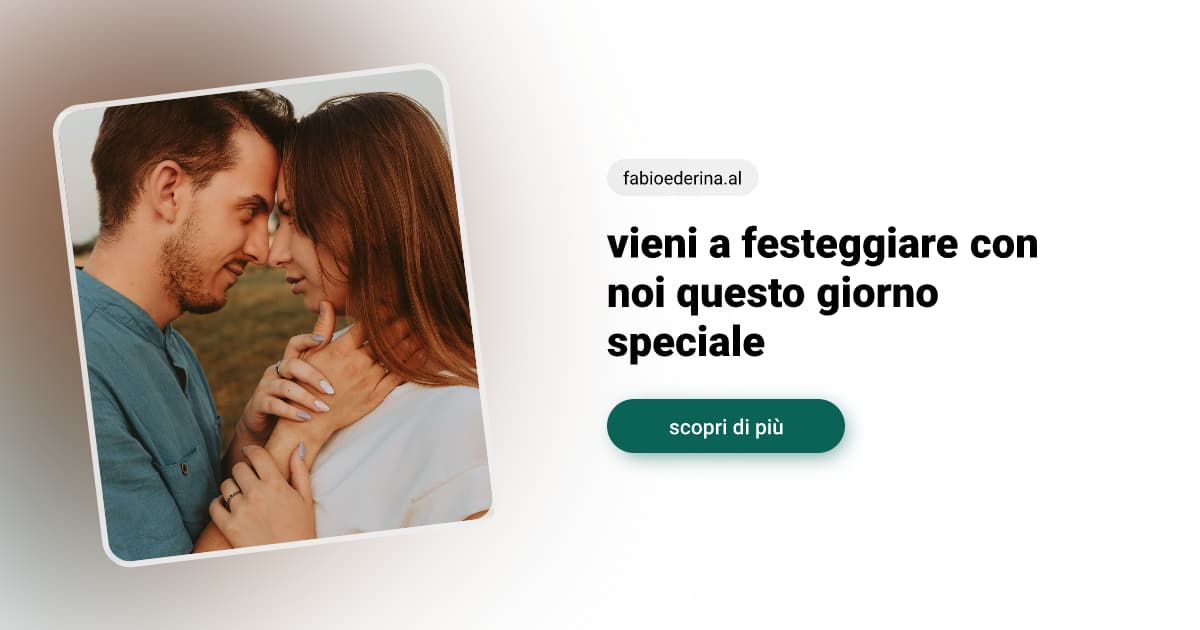 fabioederina.al
vieni a festeggiare con
noi questo giorno
speciale
scopri di più